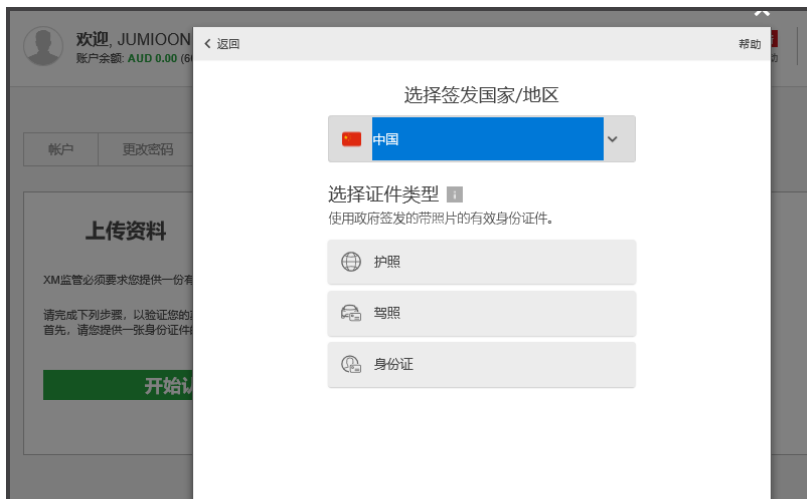 欢迎, JUMIOON
账户余额: AUD 0.00 (6
‹ 返回
帮助
选择签发国家/地区
中国
帐户
更改密码
选择证件类型 i
使用政府签发的带照片的有效身份证件。
上传资料
护照
XM监管必须要求您提供一份有
请完成下列步骤，以验证您的
首先，请您提供一张身份证件
驾照
身份证
开始认